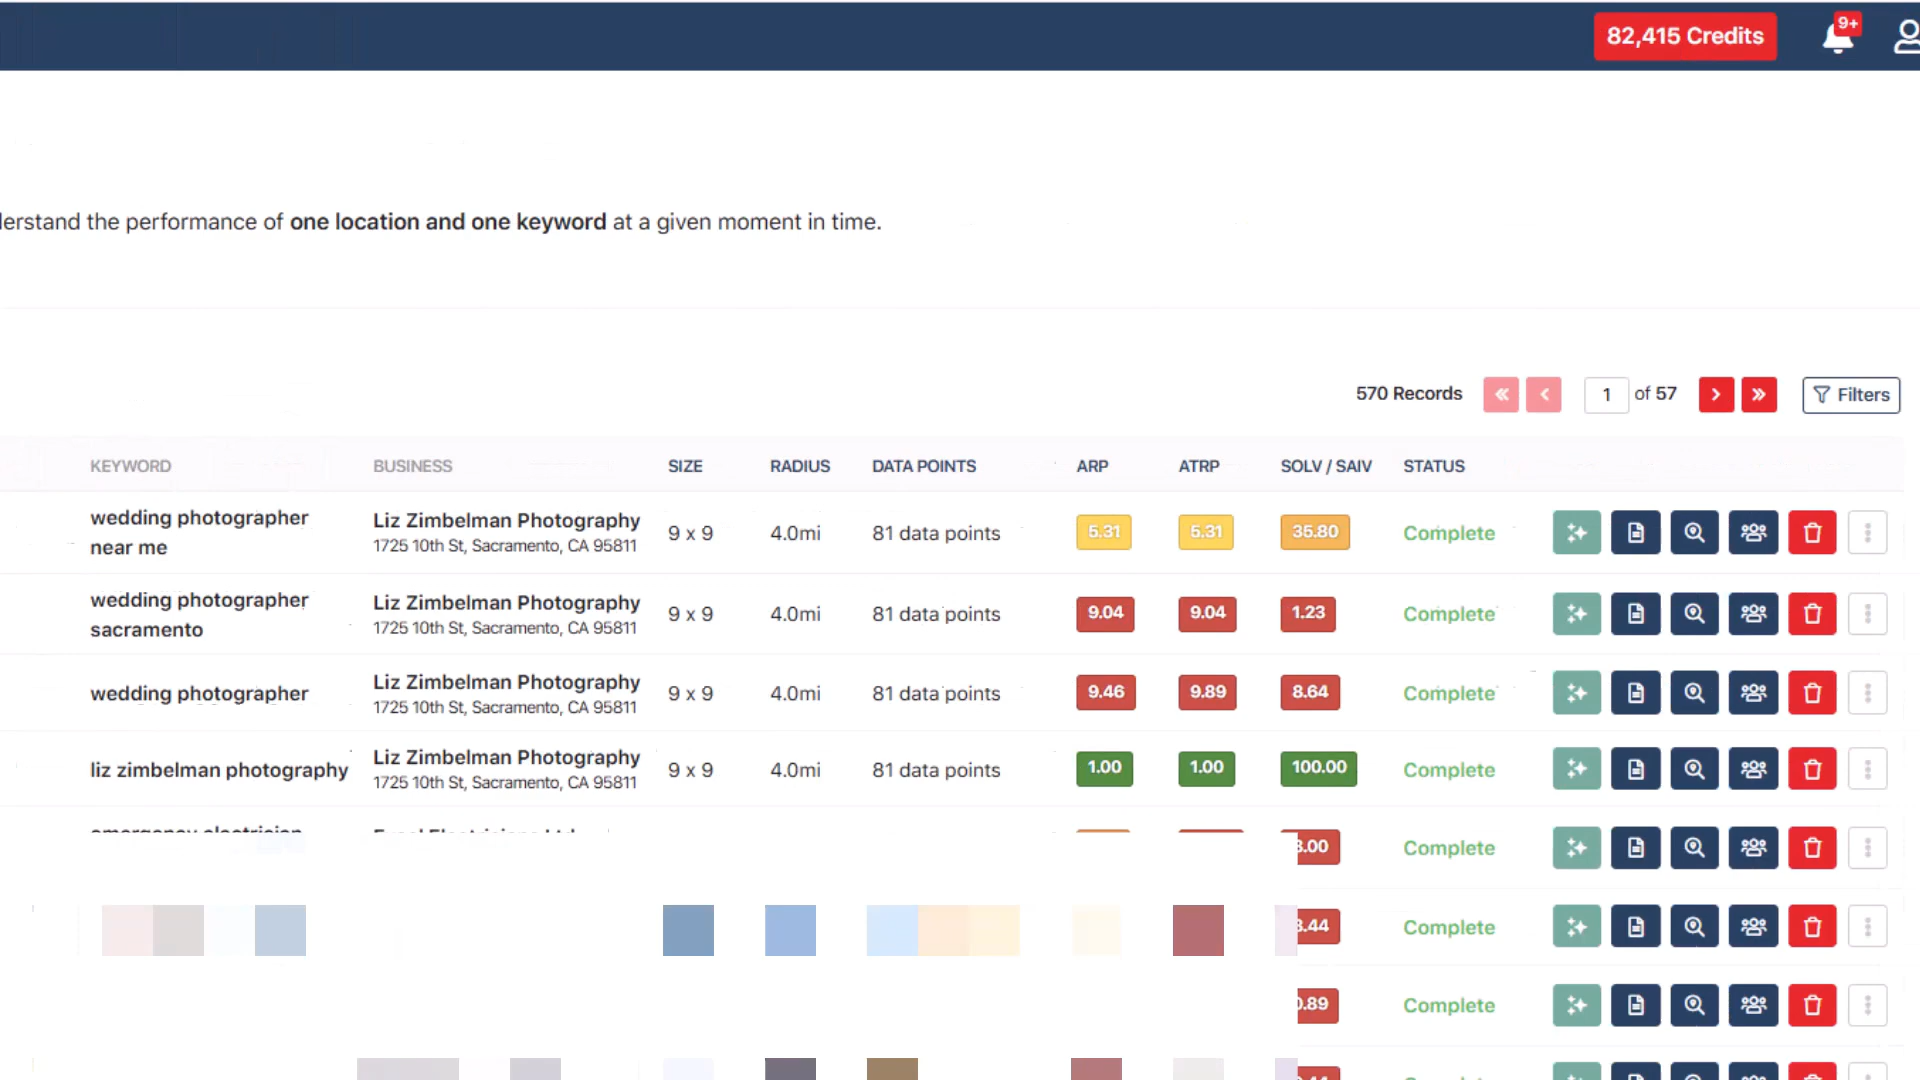 82,415 Credits
9+
the performance of one location and one keyword at a given moment in time.
570 Records
1
of 57
Filters
KEYWORD BUSINESS SIZE RADIUS DATA POINTS ARP ATRP SOLV / SAIV STATUS
wedding photographer near me
Liz Zimbelman Photography
1725 10th St, Sacramento, CA 95811
9 x 9 4.0mi 81 data points 5.31 5.31 35.80 Complete
wedding photographer sacramento
Liz Zimbelman Photography
1725 10th St, Sacramento, CA 95811
9 x 9 4.0mi 81 data points 9.04 9.04 1.23 Complete
wedding photographer
Liz Zimbelman Photography
1725 10th St, Sacramento, CA 95811
9 x 9 4.0mi 81 data points 9.46 9.89 8.64 Complete
liz zimbelman photography
Liz Zimbelman Photography
1725 10th St, Sacramento, CA 95811
9 x 9 4.0mi 81 data points 1.00 1.00 100.00 Complete
Complete
Complete
Complete